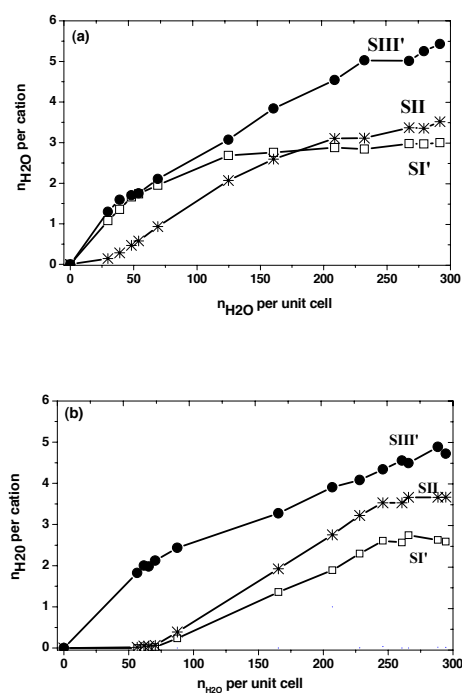 (a)
SIII'
SII
SI'
6
5
4
3
2
1
0
n_H2O per cation
0 50 100 150 200 250 300
n_H2O per unit cell
(b)
SIII'
SII
SI'
6
5
4
3
2
1
0
n_H20 per cation
0 50 100 150 200 250 300
n_H2O per unit cell